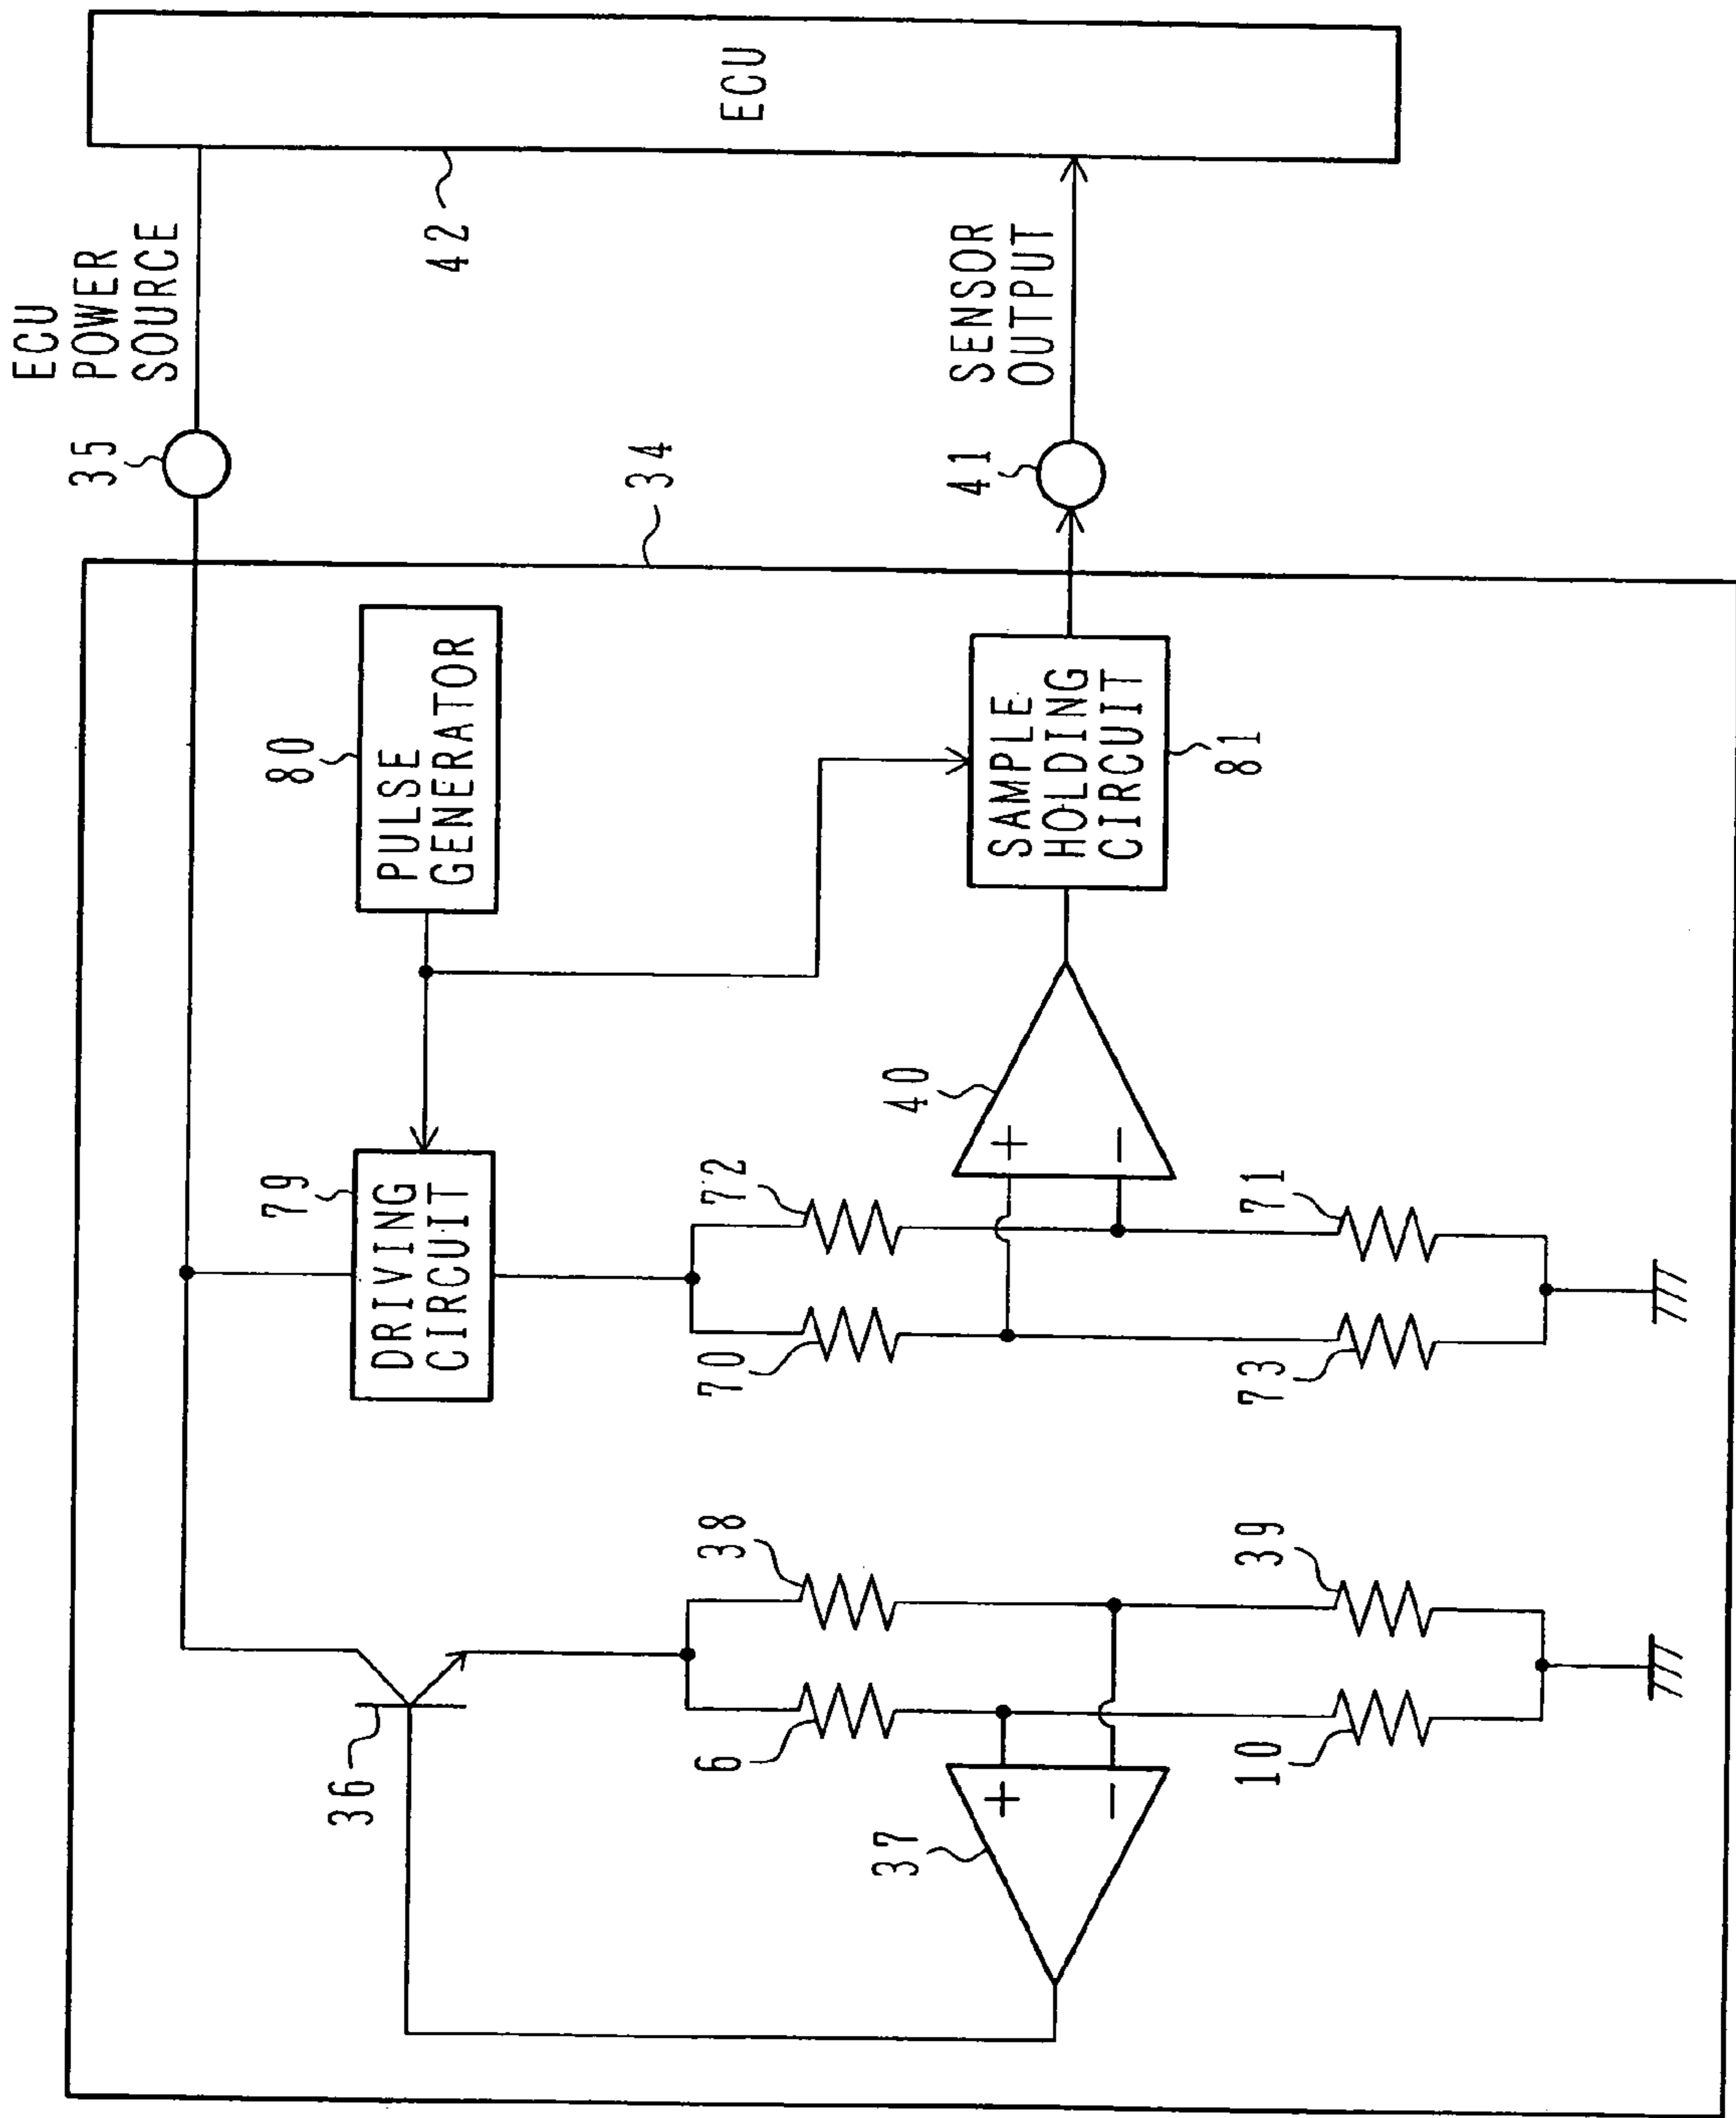 ECU
POWER
SOURCE
35
42
ECU
SENSOR
OUTPUT
41
34
80
PULSE
GENERATOR
SAMPLE
HOLDING
CIRCUIT
81
79
DRIVING
CIRCUIT
40
+
−
72
71
70
73
38
39
36
6
10
37
+
−